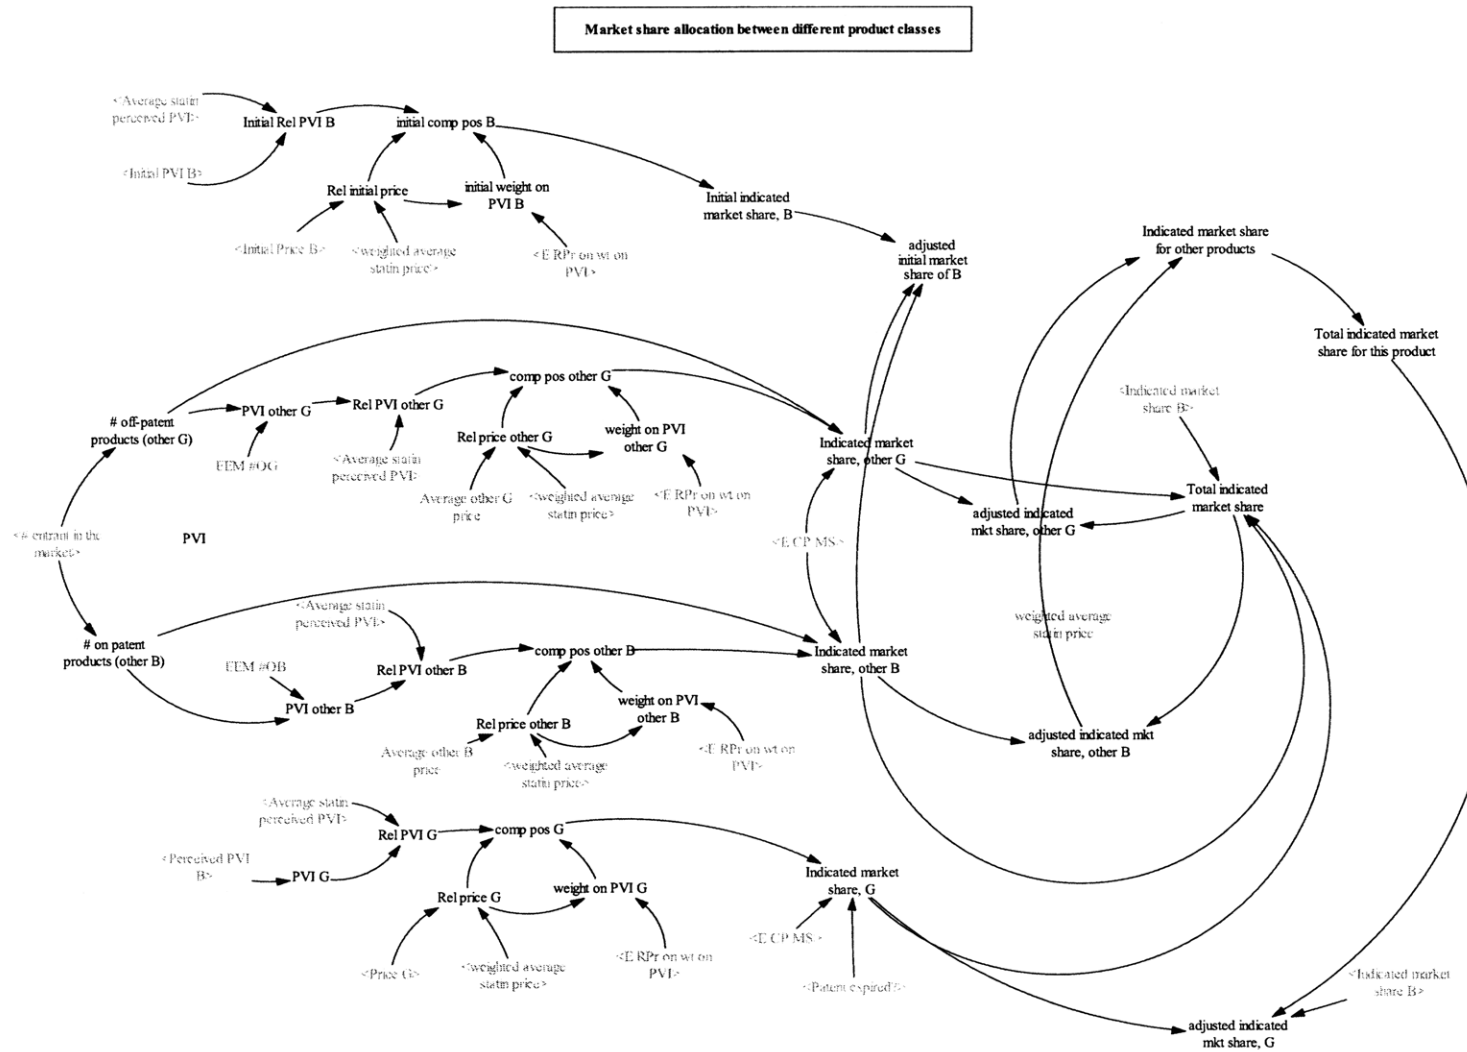 Market share allocation between different product classes
<Average statin
perceived PVI>
Initial Rel PVI B
initial comp pos B
<Initial PVI B>
Rel initial price
initial weight on
PVI B
Initial indicated
market share, B
<Initial Price B>
<weighted average
statin price>
<E RPr on wt on
PVI>
adjusted
initial market
share of B
Indicated market share
for other products
Total indicated market
share for this product
comp pos other G
<Indicated market
share B>
# off-patent
products (other G)
PVI other G
Rel PVI other G
Rel price other G
weight on PVI
other G
Indicated market
share, other G
EEM #OG
<Average statin
perceived PVI>
Average other G
price
<weighted average
statin price>
<E RPr on wt on
PVI>
Total indicated
market share
adjusted indicated
mkt share, other G
<# entrant in the
market>
PVI
<E CP MS>
<Average statin
perceived PVI>
weighted average
statin price
# on patent
products (other B)
EEM #OB
Rel PVI other B
comp pos other B
Indicated market
share, other B
PVI other B
Rel price other B
weight on PVI
other B
adjusted indicated mkt
share, other B
Average other B
price
<weighted average
statin price>
<E RPr on wt on
PVI>
<Average statin
perceived PVI>
Rel PVI G
comp pos G
<Perceived PVI
B>
PVI G
Rel price G
weight on PVI G
Indicated market
share, G
<E CP MS>
<Price G>
<weighted average
statin price>
<E RPr on wt on
PVI>
<Patent expired?>
<Indicated market
share B>
adjusted indicated
mkt share, G